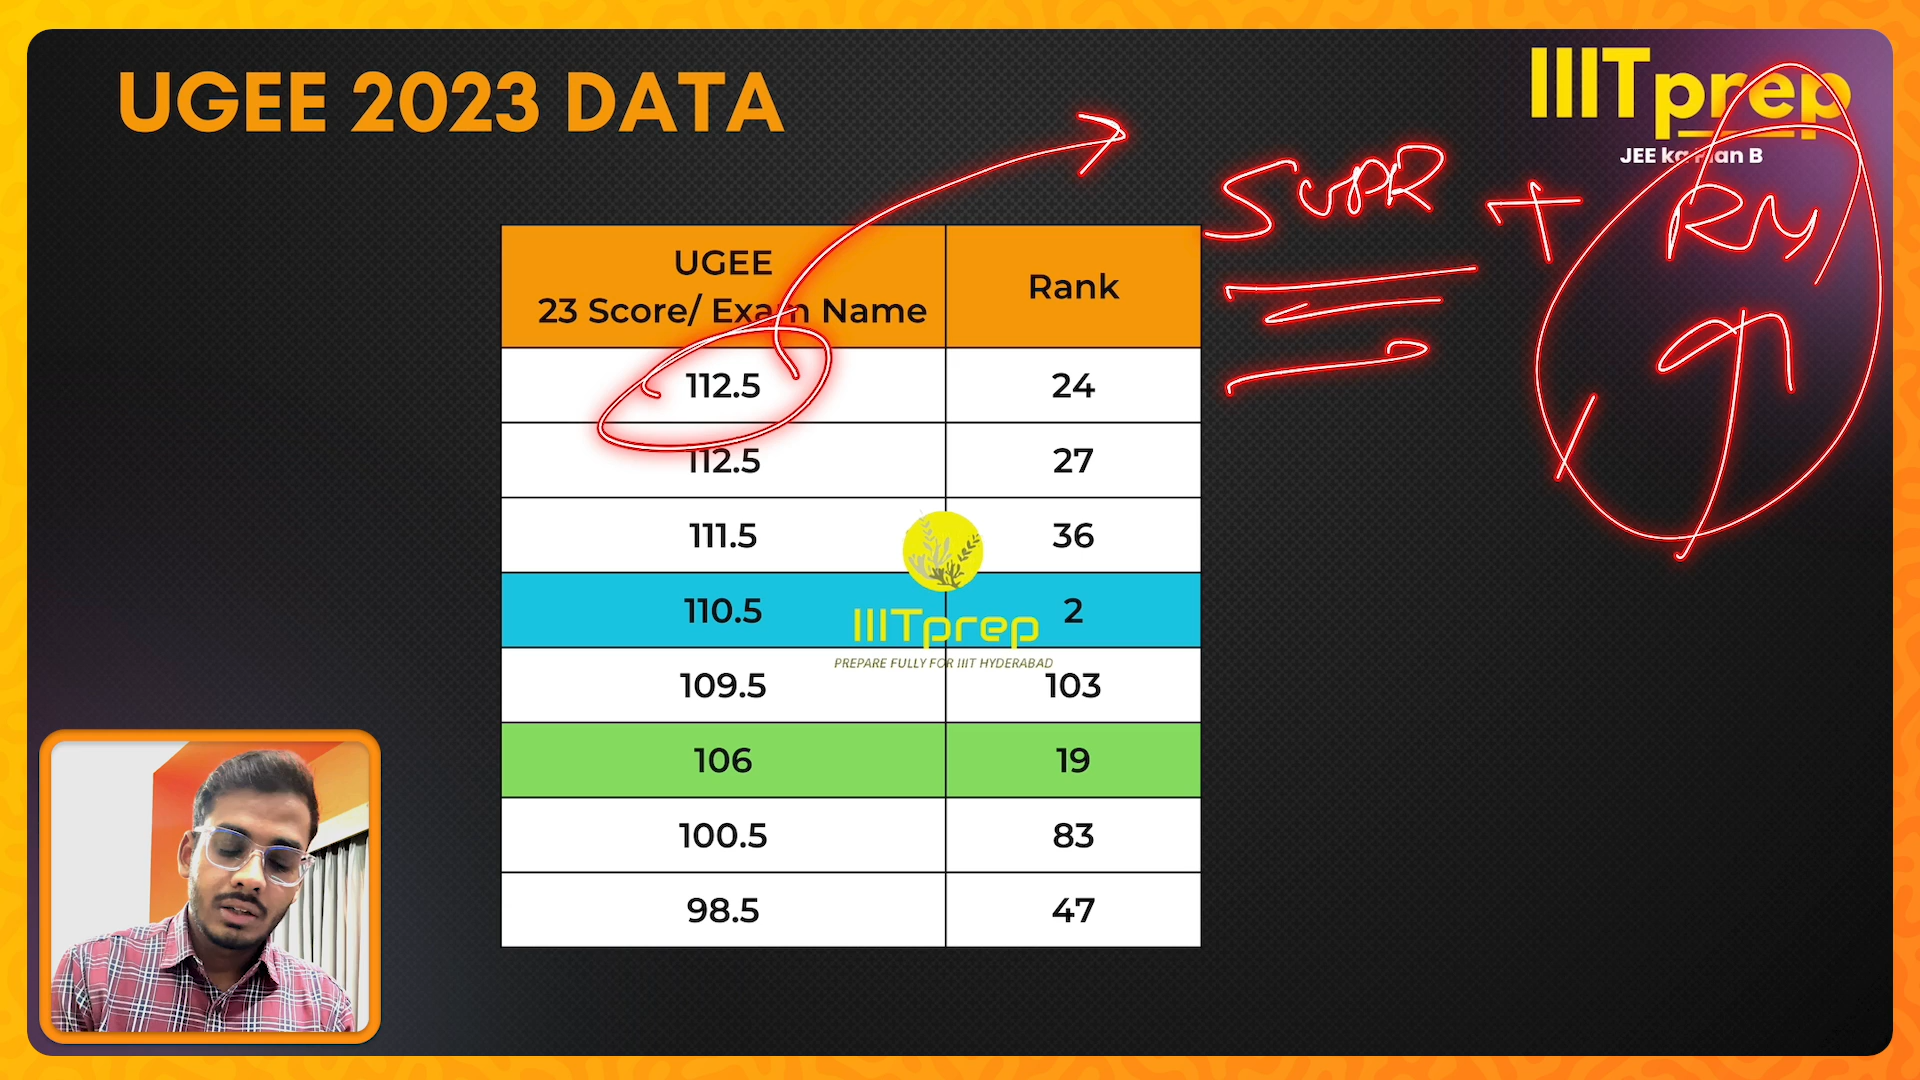 UGEE 2023 DATA
IIITprep
JEE ka Plan B
SUPR + RM
UGEE
23 Score/ Exam Name
Rank
112.5 24
112.5 27
111.5 36
110.5 2
IIITprep
PREPARE FULLY FOR IIIT HYDERABAD
109.5 103
106 19
100.5 83
98.5 47